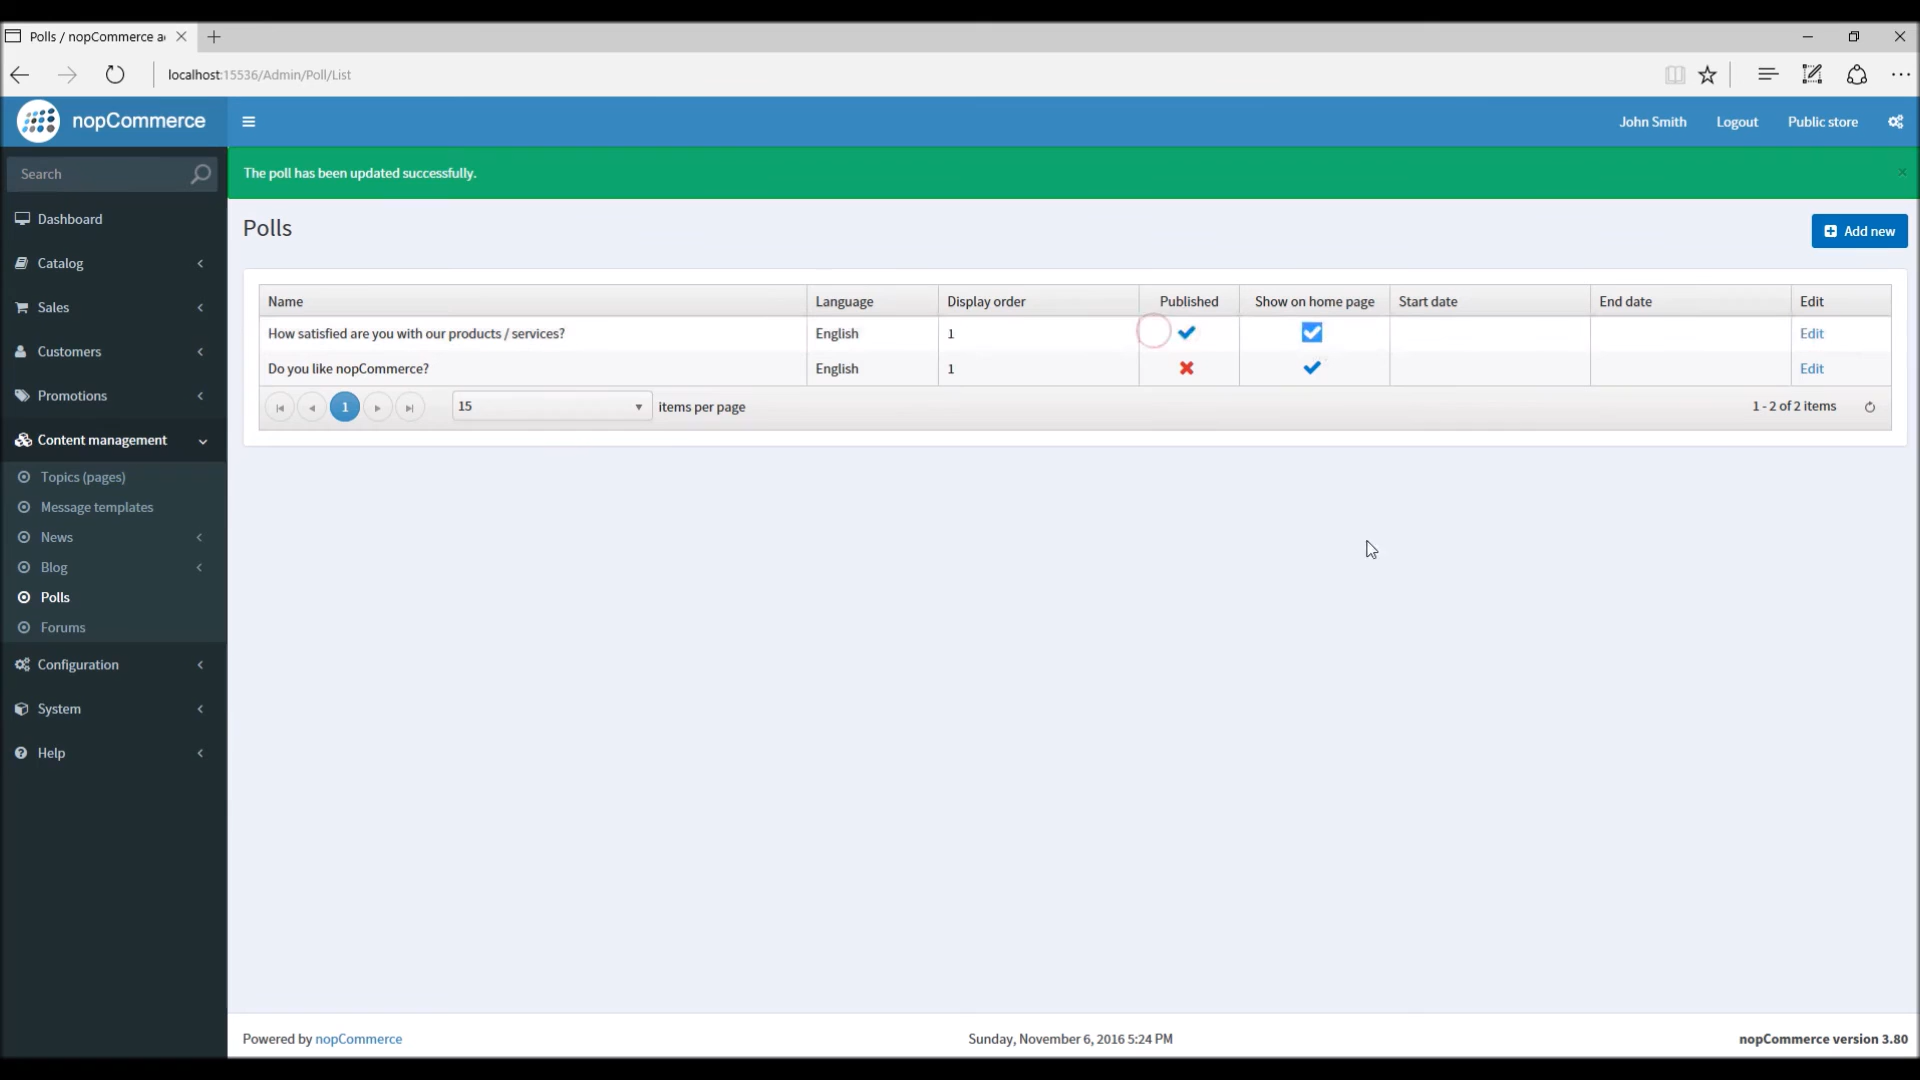 Polls / nopCommerce a
localhost:15536/Admin/Poll/List
nopCommerce
John Smith Logout Public store
Search
The poll has been updated successfully.
Dashboard
Catalog
Sales
Customers
Promotions
Content management
Topics (pages)
Message templates
News
Blog
Polls
Forums
Configuration
System
Help
Polls
Add new
Name Language Display order Published Show on home page Start date End date Edit
How satisfied are you with our products / services? English 1 Edit
Do you like nopCommerce? English 1 Edit
1 15 items per page 1 - 2 of 2 items
Powered by nopCommerce Sunday, November 6, 2016 5:24 PM nopCommerce version 3.80